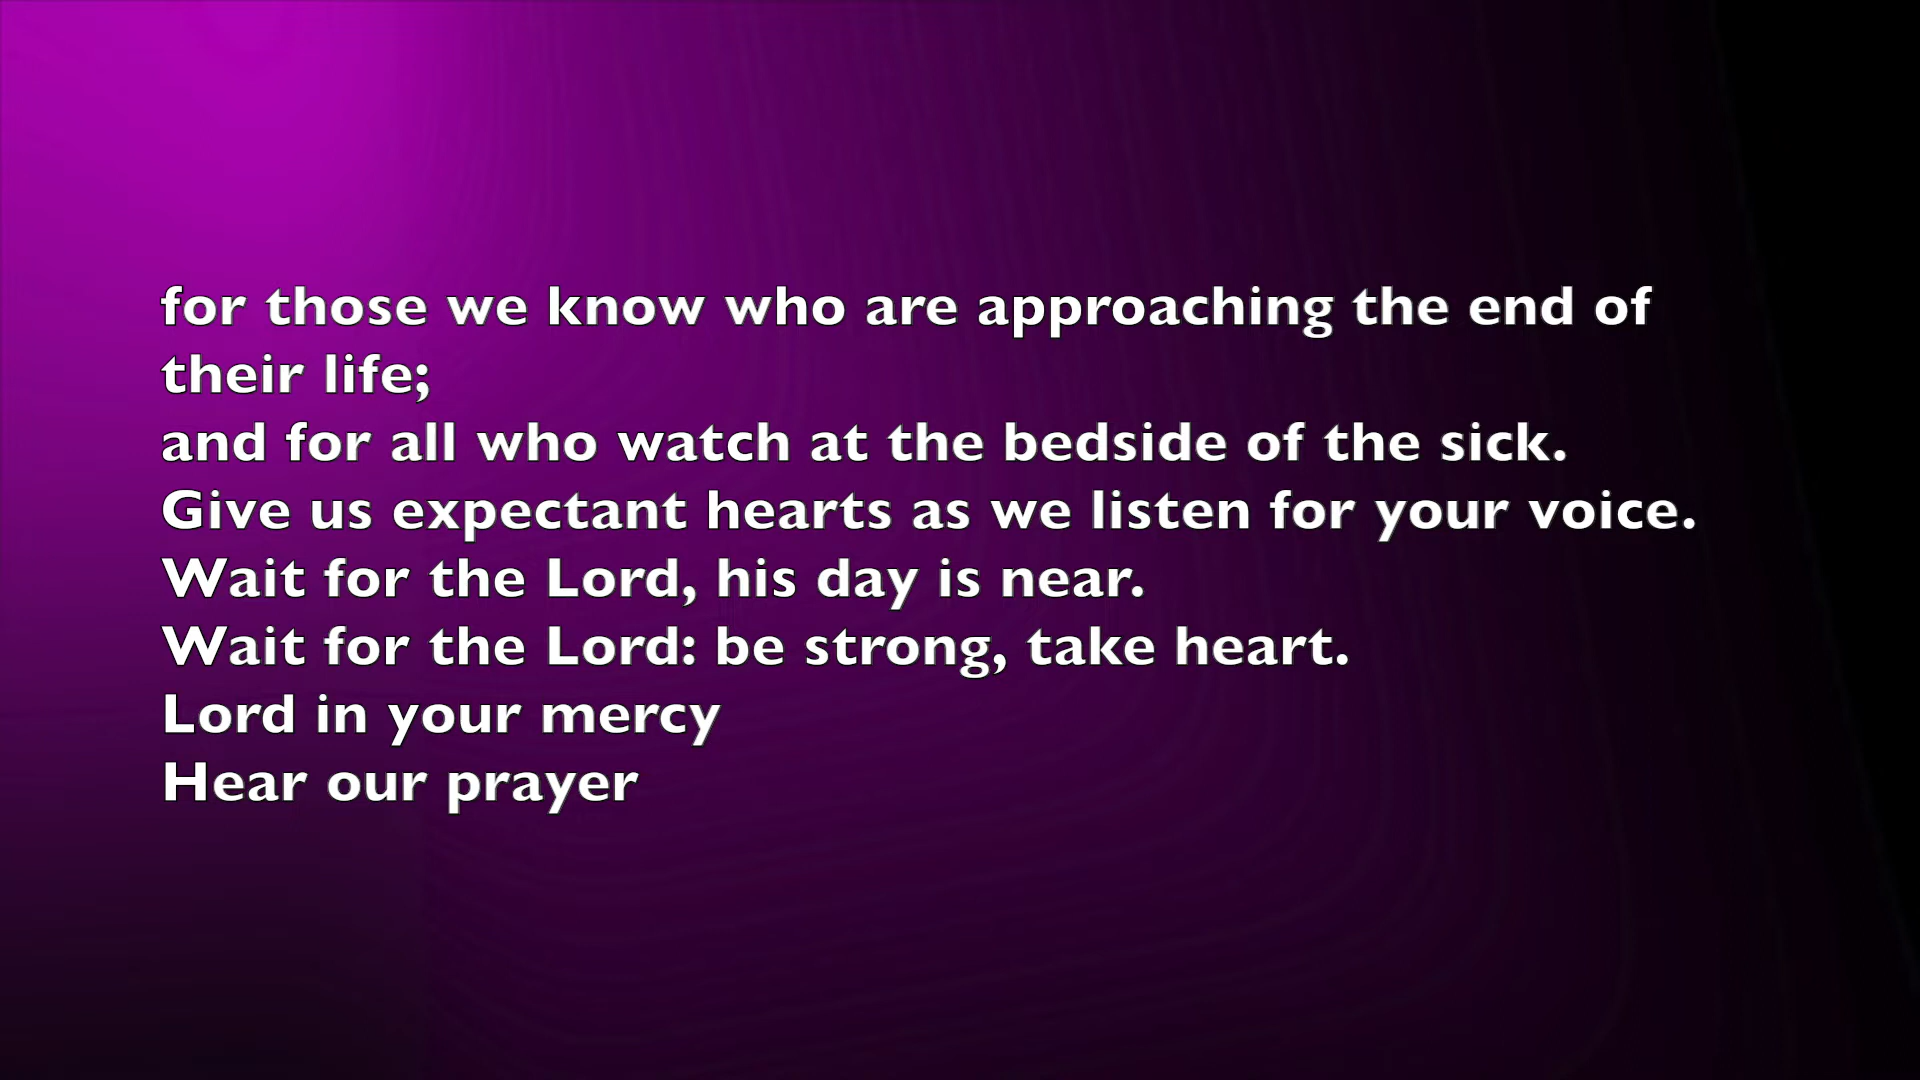 for those we know who are approaching the end of
their life;
and for all who watch at the bedside of the sick.
Give us expectant hearts as we listen for your voice.
Wait for the Lord, his day is near.
Wait for the Lord: be strong, take heart.
Lord in your mercy
Hear our prayer